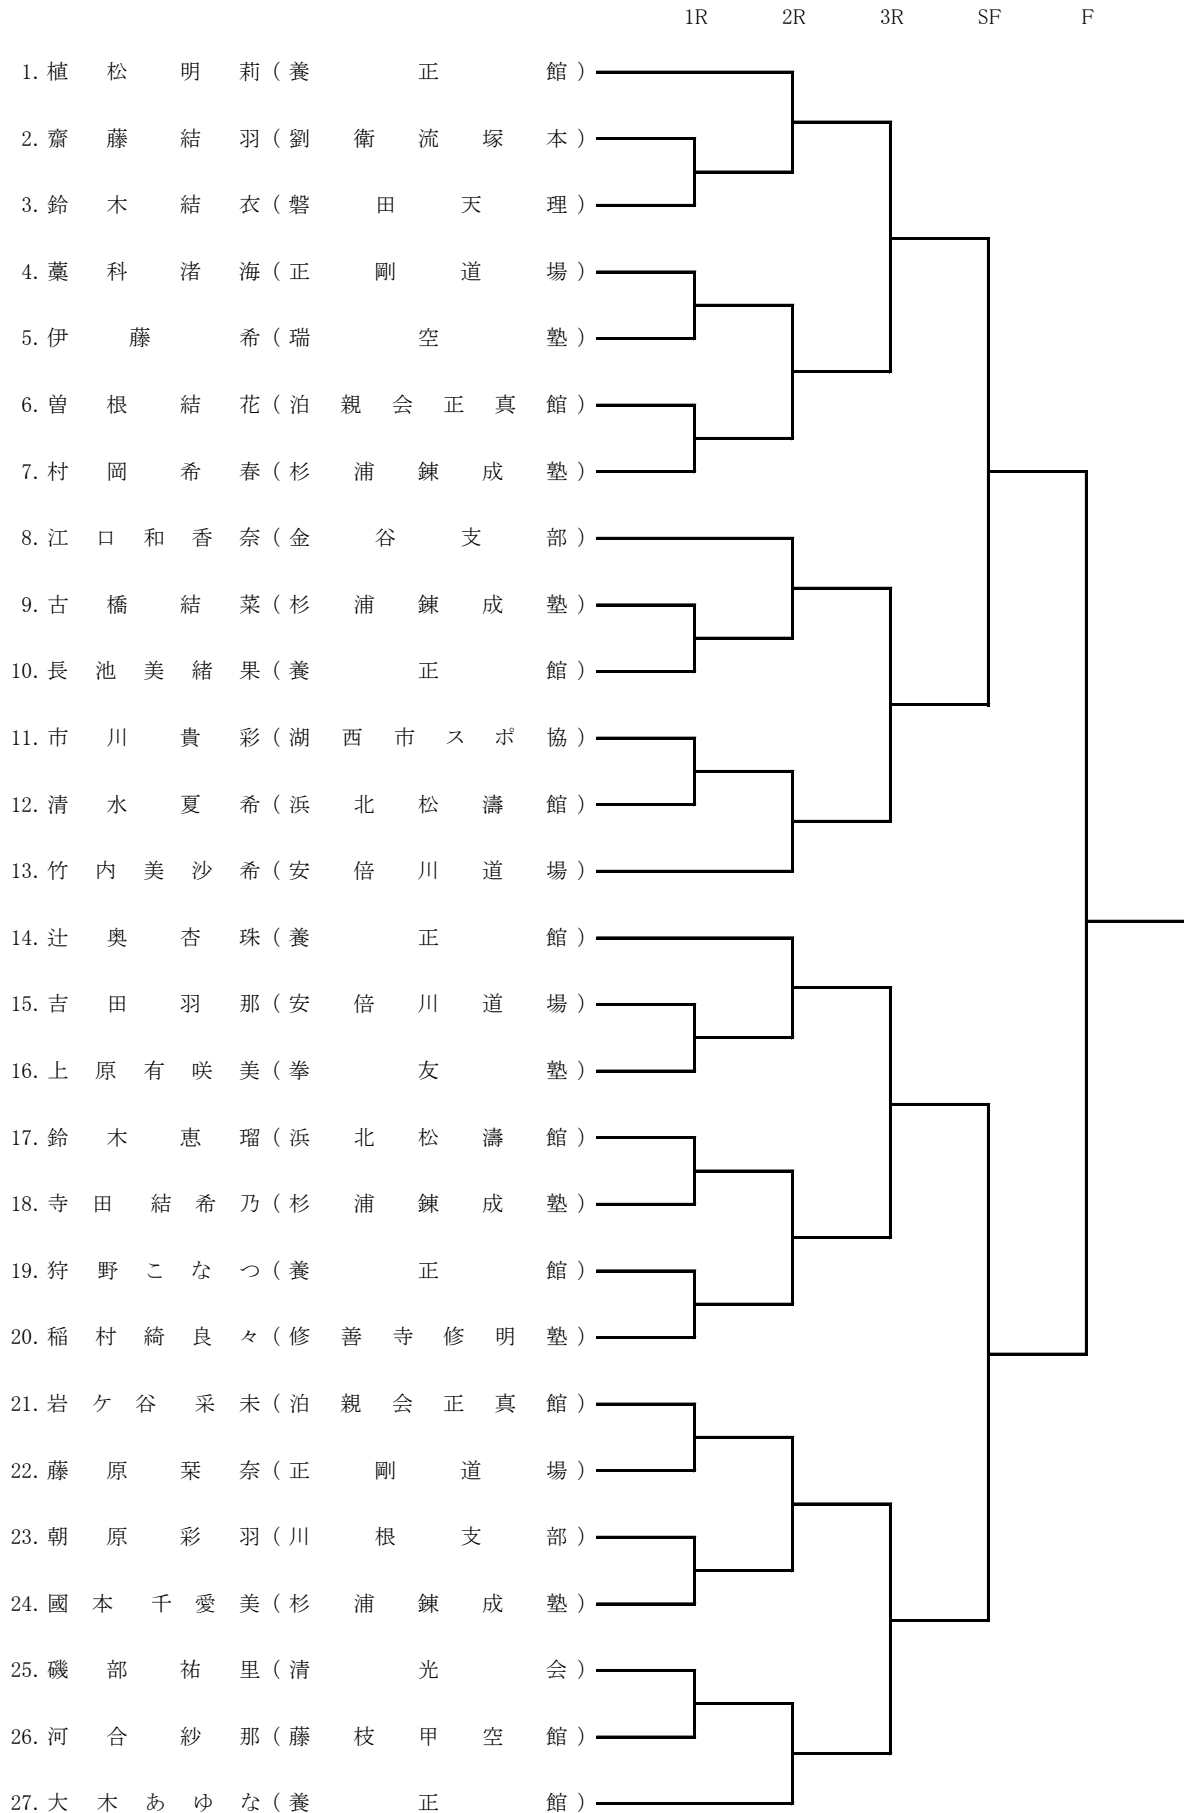 1R 2R 3R SF F
1. 植松明莉（養正館）
2. 齋藤結羽（劉衛流塚本）
3. 鈴木結衣（磐田天理）
4. 藁科渚海（正剛道場）
5. 伊藤希（瑞空塾）
6. 曽根結花（泊親会正真館）
7. 村岡希春（杉浦錬成塾）
8. 江口和香奈（金谷支部）
9. 古橋結菜（杉浦錬成塾）
10. 長池美緒果（養正館）
11. 市川貴彩（湖西市スポ協）
12. 清水夏希（浜北松濤館）
13. 竹内美沙希（安倍川道場）
14. 辻奥杏珠（養正館）
15. 吉田羽那（安倍川道場）
16. 上原有咲美（拳友塾）
17. 鈴木恵瑠（浜北松濤館）
18. 寺田結希乃（杉浦錬成塾）
19. 狩野こなつ（養正館）
20. 稲村綺良々（修善寺修明塾）
21. 岩ケ谷采未（泊親会正真館）
22. 藤原栞奈（正剛道場）
23. 朝原彩羽（川根支部）
24. 國本千愛美（杉浦錬成塾）
25. 磯部祐里（清光会）
26. 河合紗那（藤枝甲空館）
27. 大木あゆな（養正館）